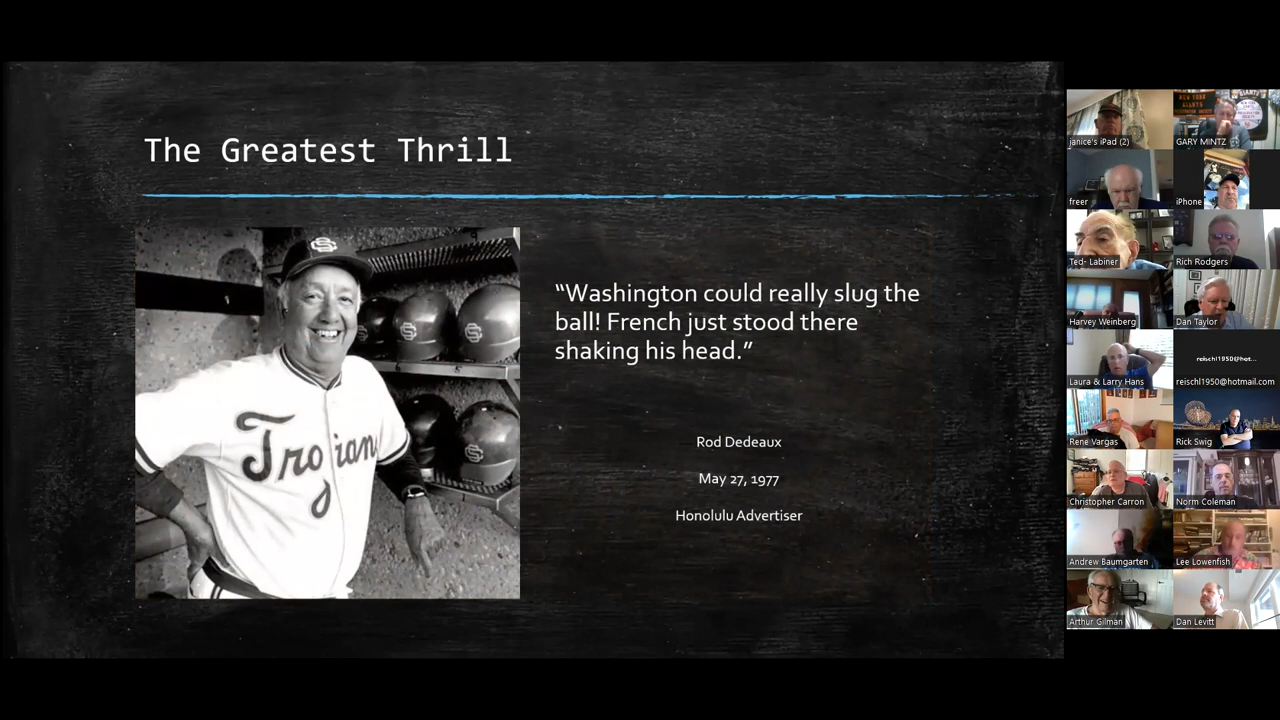 The Greatest Thrill
“Washington could really slug the
ball! French just stood there
shaking his head.”
Rod Dedeaux
May 27, 1977
Honolulu Advertiser
Trojans
SC
janice's iPad (2)
GARY MINTZ
freer
iPhone
Ted- Labiner
Rich Rodgers
Harvey Weinberg
Dan Taylor
Laura & Larry Hans
reischl1950@hot...
reischl1950@hotmail.com
Rene Vargas
Rick Swig
Christopher Carron
Norm Coleman
Andrew Baumgarten
Lee Lowenfish
Arthur Gilman
Dan Levitt